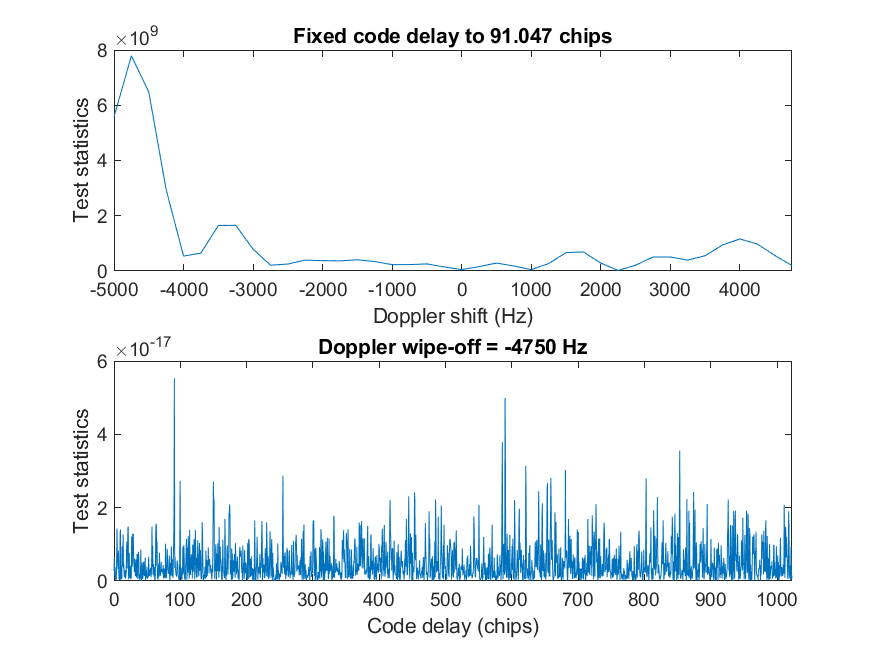 Fixed code delay to 91.047 chips
×10^9
8
6
4
2
0
Test statistics
-5000 -4000 -3000 -2000 -1000 0 1000 2000 3000 4000
Doppler shift (Hz)
Doppler wipe-off = -4750 Hz
×10^-17
6
4
2
0
Test statistics
0 100 200 300 400 500 600 700 800 900 1000
Code delay (chips)